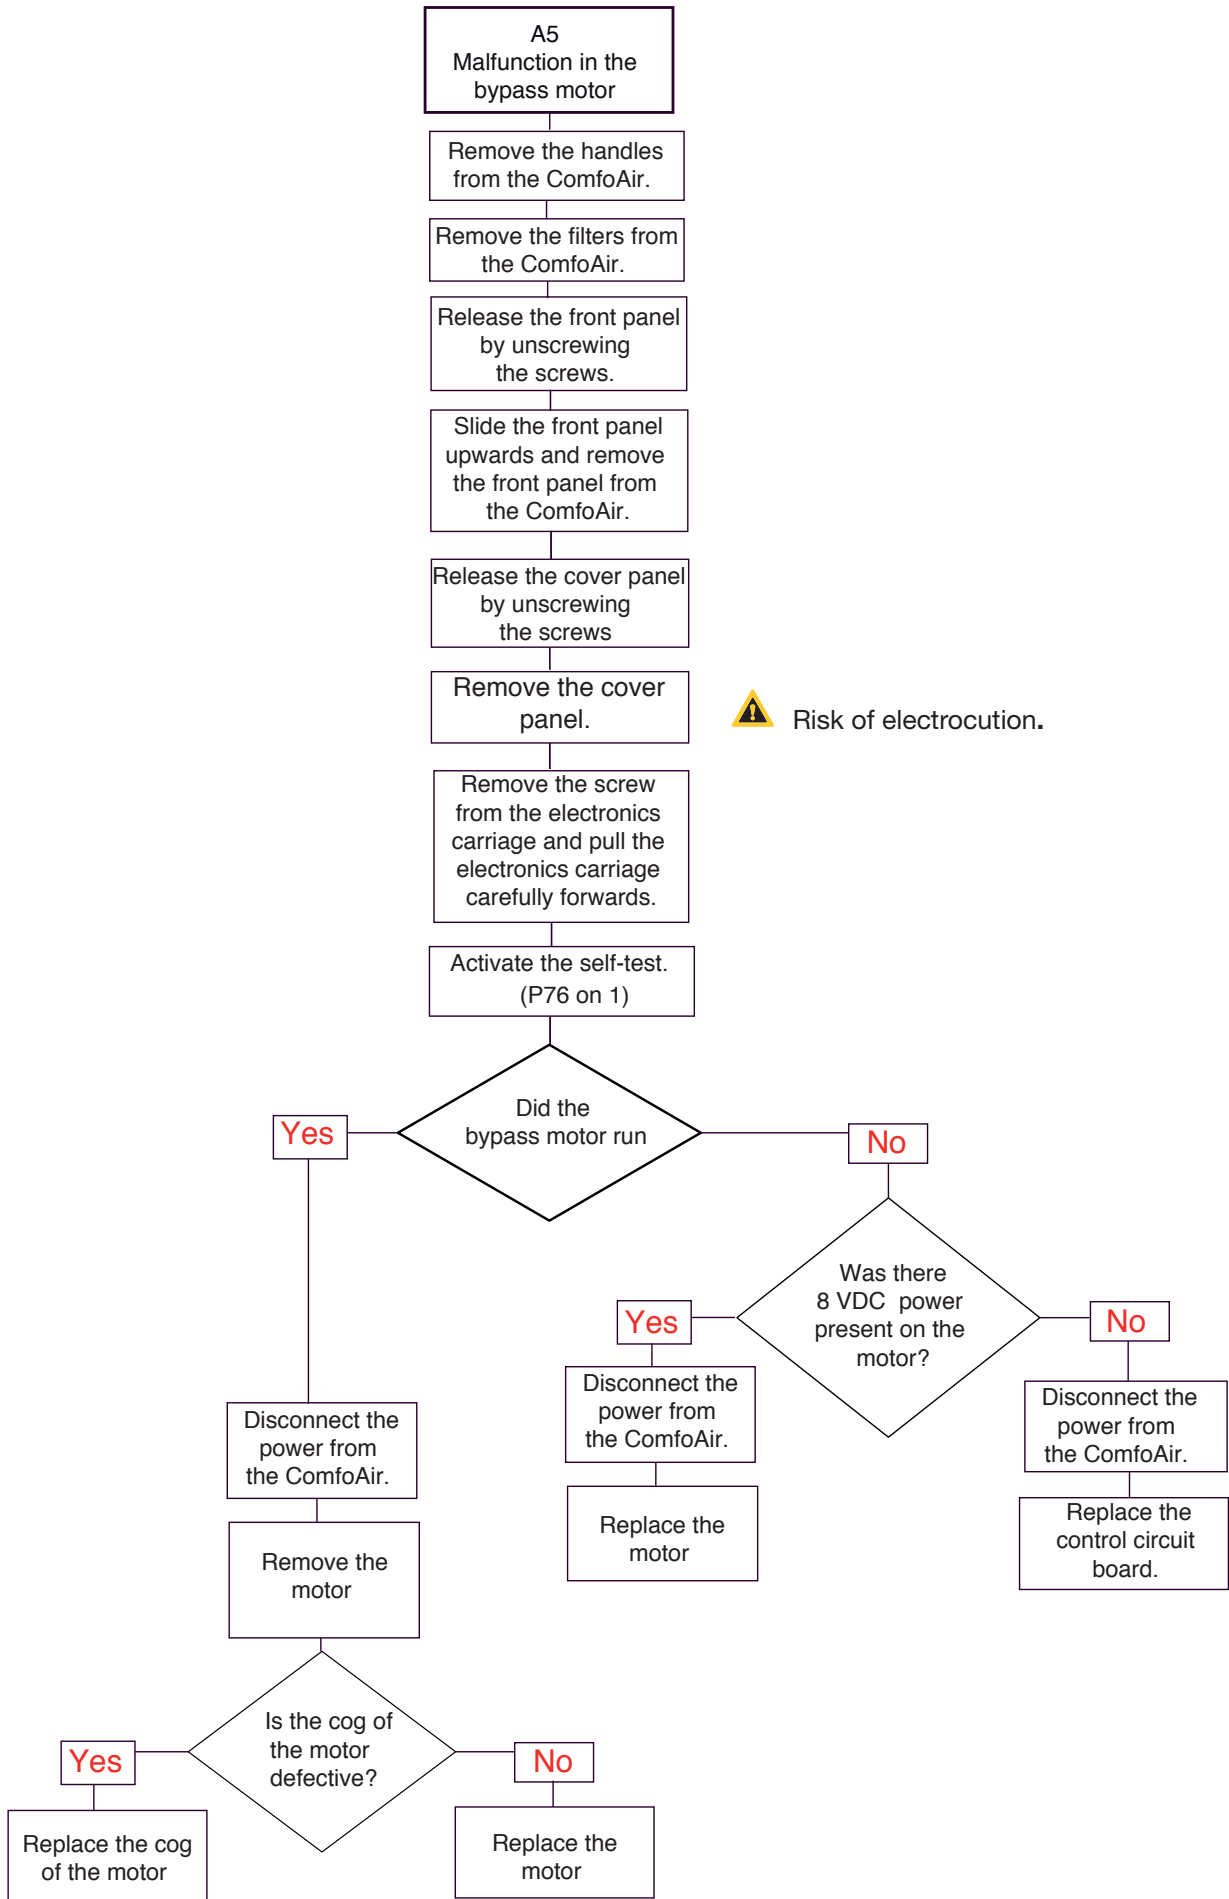 A5
Malfunction in the
bypass motor
Remove the handles
from the ComfoAir.
Remove the filters from
the ComfoAir.
Release the front panel
by unscrewing
the screws.
Slide the front panel
upwards and remove
the front panel from
the ComfoAir.
Release the cover panel
by unscrewing
the screws
Remove the cover
panel.
Risk of electrocution.
Remove the screw
from the electronics
carriage and pull the
electronics carriage
carefully forwards.
Activate the self-test.
(P76 on 1)
Did the
bypass motor run
Yes
No
Was there
8 VDC  power
present on the
motor?
Yes
No
Disconnect the
power from
the ComfoAir.
Disconnect the
power from
the ComfoAir.
Disconnect the
power from
the ComfoAir.
Replace the
motor
Replace the
control circuit
board.
Remove the
motor
Is the cog of
the motor
defective?
Yes
No
Replace the cog
of the motor
Replace the
motor